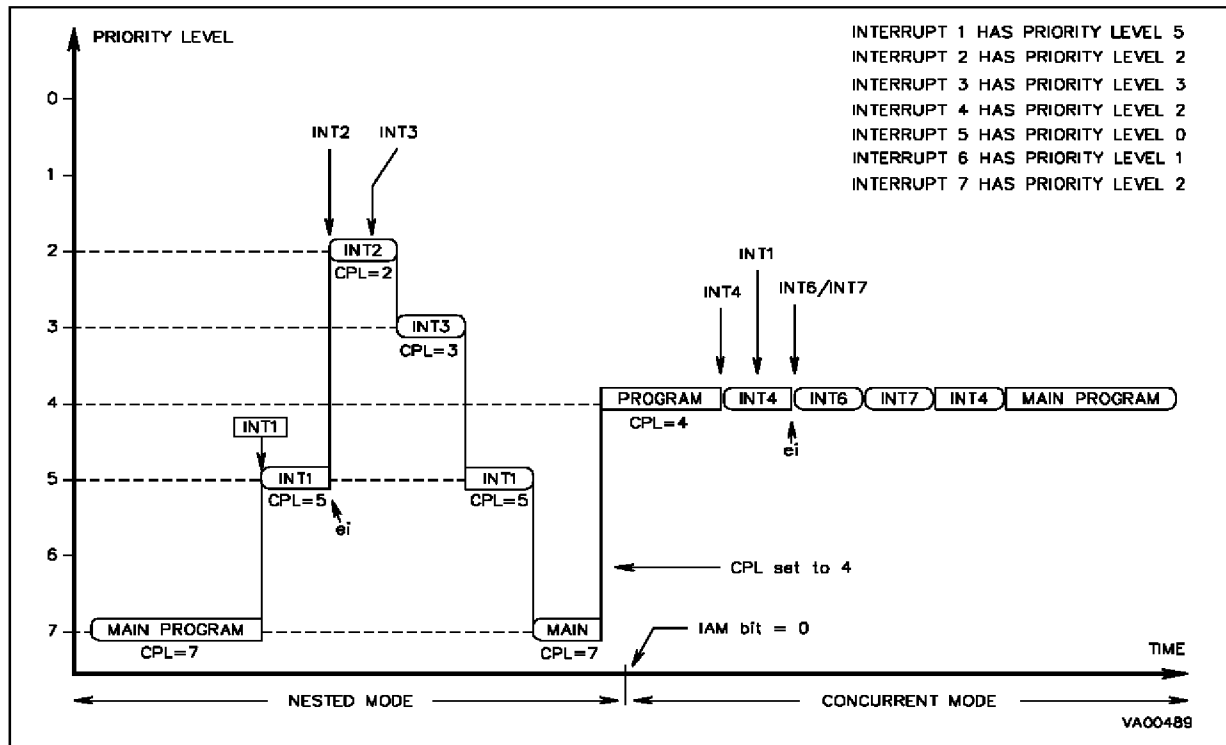 PRIORITY LEVEL
INTERRUPT 1 HAS PRIORITY LEVEL 5
INTERRUPT 2 HAS PRIORITY LEVEL 2
INTERRUPT 3 HAS PRIORITY LEVEL 3
INTERRUPT 4 HAS PRIORITY LEVEL 2
INTERRUPT 5 HAS PRIORITY LEVEL 0
INTERRUPT 6 HAS PRIORITY LEVEL 1
INTERRUPT 7 HAS PRIORITY LEVEL 2
0
INT2 INT3
1
2 INT2
CPL=2
INT1
INT4 INT6/INT7
3 INT3
CPL=3
4 PROGRAM INT4 INT6 INT7 INT4 MAIN PROGRAM
CPL=4
ei
INT1
5 INT1 INT1
CPL=5 CPL=5
ei
6
CPL set to 4
7 MAIN PROGRAM MAIN
CPL=7 CPL=7
IAM bit = 0
TIME
NESTED MODE CONCURRENT MODE
VA00489